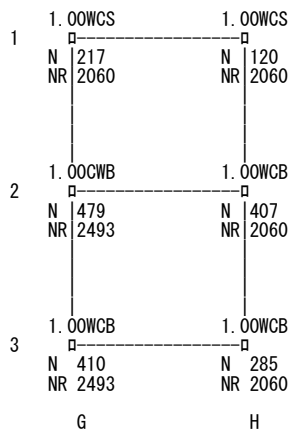 1.00WCS 1.00WCS
1
N 217 N 120
NR 2060 NR 2060
1.00CWB 1.00WCB
2
N 479 N 407
NR 2493 NR 2060
1.00WCB 1.00WCB
3
N 410 N 285
NR 2493 NR 2060
G H